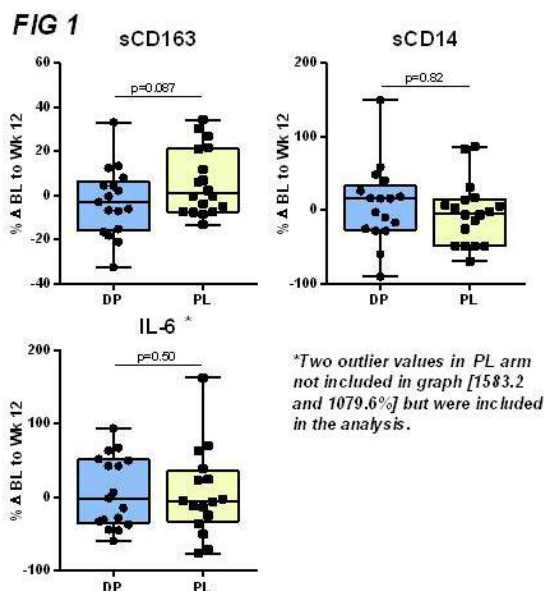 FIG 1
sCD163
p=0.087
% Δ BL to Wk 12
60
40
20
0
-20
-40
DP
PL
sCD14
p=0.82
% Δ BL to Wk 12
200
100
0
-100
DP
PL
IL-6 *
p=0.50
% Δ BL to Wk 12
200
100
0
-100
DP
PL
*Two outlier values in PL arm
not included in graph [1583.2
and 1079.6%] but were included
in the analysis.